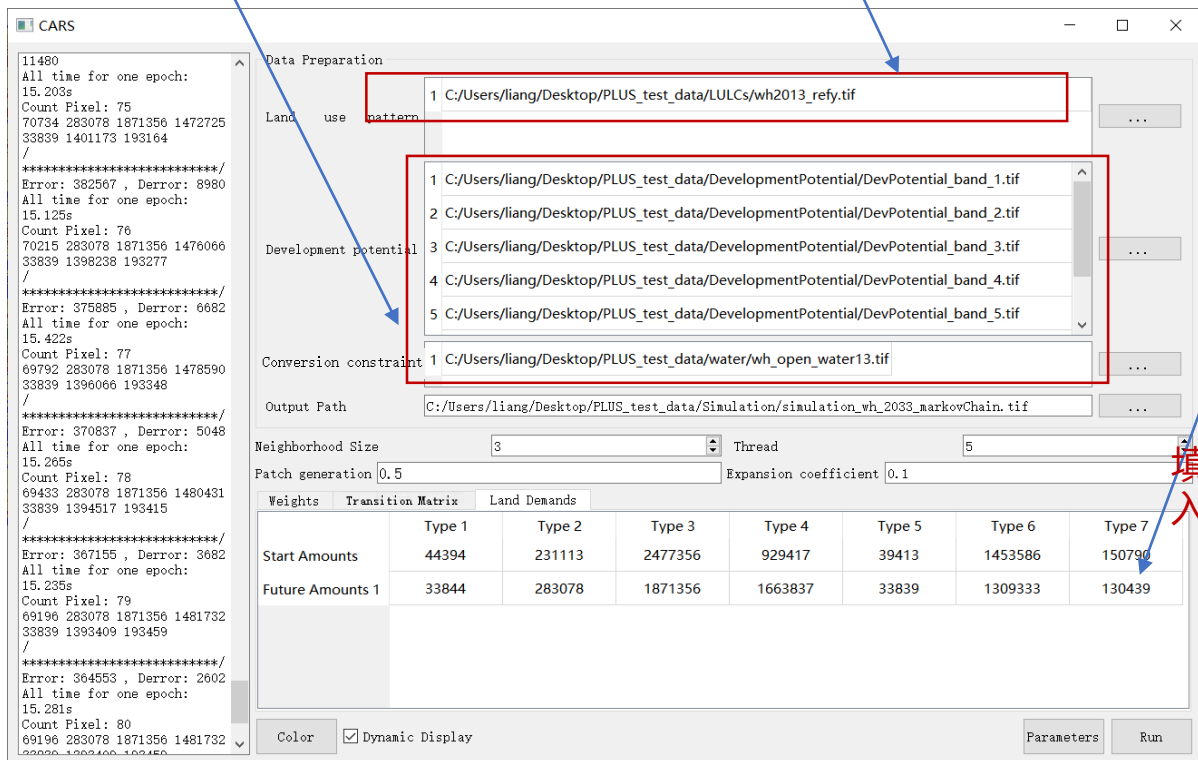 CARS
11480
All time for one epoch:
15.203s
Count Pixel: 75
70734 283078 1871356 1472725
33839 1401173 193164
/
***************************/
Error: 382567 , Derror: 8980
All time for one epoch:
15.125s
Count Pixel: 76
70215 283078 1871356 1476066
33839 1398238 193277
/
***************************/
Error: 375885 , Derror: 6682
All time for one epoch:
15.422s
Count Pixel: 77
69792 283078 1871356 1478590
33839 1396066 193348
/
***************************/
Error: 370837 , Derror: 5048
All time for one epoch:
15.265s
Count Pixel: 78
69433 283078 1871356 1480431
33839 1394517 193415
/
***************************/
Error: 367155 , Derror: 3682
All time for one epoch:
15.235s
Count Pixel: 79
69196 283078 1871356 1481732
33839 1393409 193459
/
***************************/
Error: 364553 , Derror: 2602
All time for one epoch:
15.281s
Count Pixel: 80
69196 283078 1871356 1481732
33839 1393409 193459
Data Preparation
Land use pattern
1 C:/Users/liang/Desktop/PLUS_test_data/LULCs/wh2013_refy.tif
...
Development potential
1 C:/Users/liang/Desktop/PLUS_test_data/DevelopmentPotential/DevPotential_band_1.tif
2 C:/Users/liang/Desktop/PLUS_test_data/DevelopmentPotential/DevPotential_band_2.tif
3 C:/Users/liang/Desktop/PLUS_test_data/DevelopmentPotential/DevPotential_band_3.tif
4 C:/Users/liang/Desktop/PLUS_test_data/DevelopmentPotential/DevPotential_band_4.tif
5 C:/Users/liang/Desktop/PLUS_test_data/DevelopmentPotential/DevPotential_band_5.tif
...
Conversion constraint
1 C:/Users/liang/Desktop/PLUS_test_data/water/wh_open_water13.tif
...
Output Path C:/Users/liang/Desktop/PLUS_test_data/Simulation/simulation_wh_2033_markovChain.tif ...
Neighborhood Size 3 Thread 5
Patch generation 0.5 Expansion coefficient 0.1
填入
Weights Transition Matrix Land Demands
Type 1 Type 2 Type 3 Type 4 Type 5 Type 6 Type 7
Start Amounts 44394 231113 2477356 929417 39413 1453586 150790
Future Amounts 1 33844 283078 1871356 1663837 33839 1309333 130439
Color Dynamic Display Parameters Run